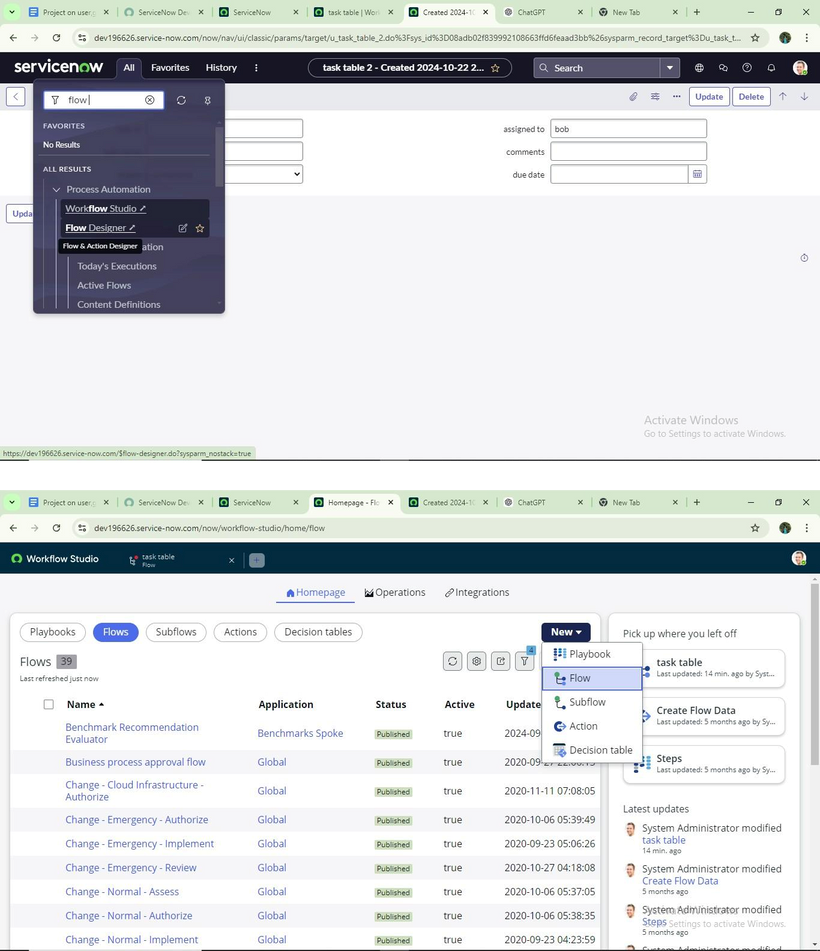 Project on user,g
ServiceNow Dev
ServiceNow
task table | Wor
Created 2024-10
ChatGPT
New Tab
dev196626.service-now.com/now/nav/ui/classic/params/target/u_task_table_2.do%3Fsys_id%3D08adb02f839992108663ffd6feaad3bb%26sysparm_record_target%3Du_task_t...
servicenow
All
Favorites
History
task table 2 - Created 2024-10-22 2...
Search
flow
Update
Delete
FAVORITES
No Results
ALL RESULTS
Process Automation
Workflow Studio
Flow Designer
Flow & Action Designer
ation
Today's Executions
Active Flows
Content Definitions
Upda
assigned to
bob
comments
due date
Activate Windows
Go to Settings to activate Windows.
https://dev196626.service-now.com/$flow-designer.do?sysparm_nostack=true
Project on user,g
ServiceNow Dev
ServiceNow
Homepage - Flo
Created 2024-10
ChatGPT
New Tab
dev196626.service-now.com/now/workflow-studio/home/flow
Workflow Studio
task table
Flow
Homepage
Operations
Integrations
Playbooks
Flows
Subflows
Actions
Decision tables
New
Flows 39
Last refreshed just now
4
Playbook
Flow
Subflow
Action
Decision table
Name
Application
Status
Active
Update
Benchmark Recommendation
Evaluator
Benchmarks Spoke
Published
true
2024-09
Business process approval flow
Global
Published
true
Change - Cloud Infrastructure -
Authorize
Global
Published
true
2020-11-11 07:08:05
Change - Emergency - Authorize
Global
Published
true
2020-10-06 05:39:49
Change - Emergency - Implement
Global
Published
true
2020-09-23 05:06:26
Change - Emergency - Review
Global
Published
true
2020-10-27 04:18:08
Change - Normal - Assess
Global
Published
true
2020-10-06 05:37:05
Change - Normal - Authorize
Global
Published
true
2020-10-06 05:38:35
Change - Normal - Implement
Global
Published
true
2020-09-23 04:23:59
Pick up where you left off
task table
Last updated: 14 min. ago by Syst...
Create Flow Data
Last updated: 5 months ago by Sy...
Steps
Last updated: 5 months ago by Sy...
Latest updates
System Administrator modified
task table
14 min. ago
System Administrator modified
Create Flow Data
5 months ago
System Administrator modified
Steps
5 months ago
Go to Settings to activate Windows.